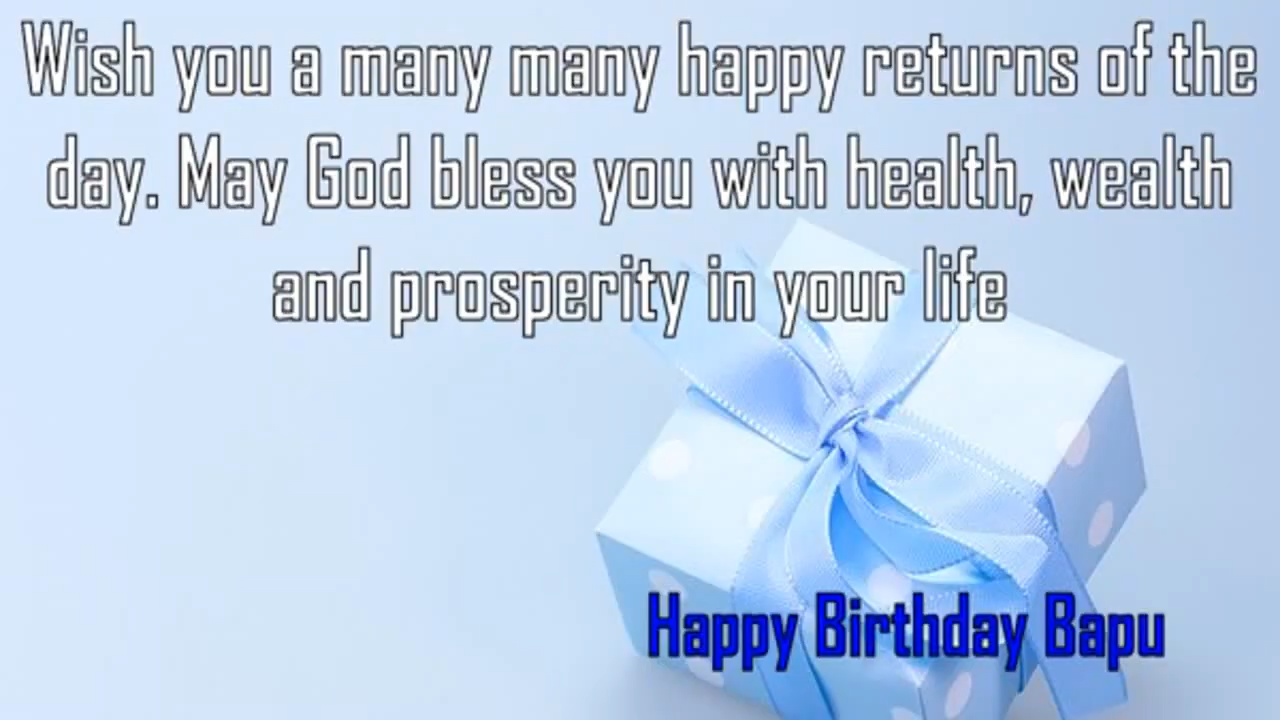 Wish you a many many happy returns of the
day. May God bless you with health, wealth
and prosperity in your life
Happy Birthday Bapu